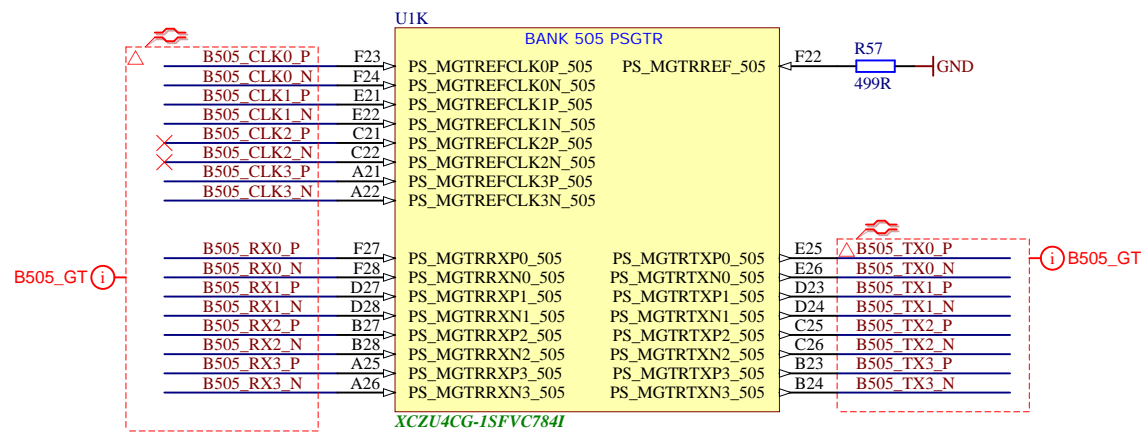 U1K
BANK 505 PSGTR
B505_CLK0_P F23 PS_MGTREFCLK0P_505 PS_MGTRREF_505 F22 R57 GND
499R
B505_CLK0_N F24 PS_MGTREFCLK0N_505
B505_CLK1_P E21 PS_MGTREFCLK1P_505
B505_CLK1_N E22 PS_MGTREFCLK1N_505
B505_CLK2_P C21 PS_MGTREFCLK2P_505
B505_CLK2_N C22 PS_MGTREFCLK2N_505
B505_CLK3_P A21 PS_MGTREFCLK3P_505
B505_CLK3_N A22 PS_MGTREFCLK3N_505
B505_RX0_P F27 PS_MGTRRXP0_505 PS_MGTRTXP0_505 E25 B505_TX0_P
B505_GT i B505_RX0_N F28 PS_MGTRRXN0_505 PS_MGTRTXN0_505 E26 B505_TX0_N i B505_GT
B505_RX1_P D27 PS_MGTRRXP1_505 PS_MGTRTXP1_505 D23 B505_TX1_P
B505_RX1_N D28 PS_MGTRRXN1_505 PS_MGTRTXN1_505 D24 B505_TX1_N
B505_RX2_P B27 PS_MGTRRXP2_505 PS_MGTRTXP2_505 C25 B505_TX2_P
B505_RX2_N B28 PS_MGTRRXN2_505 PS_MGTRTXN2_505 C26 B505_TX2_N
B505_RX3_P A25 PS_MGTRRXP3_505 PS_MGTRTXP3_505 B23 B505_TX3_P
B505_RX3_N A26 PS_MGTRRXN3_505 PS_MGTRTXN3_505 B24 B505_TX3_N
XCZU4CG-1SFVC784I